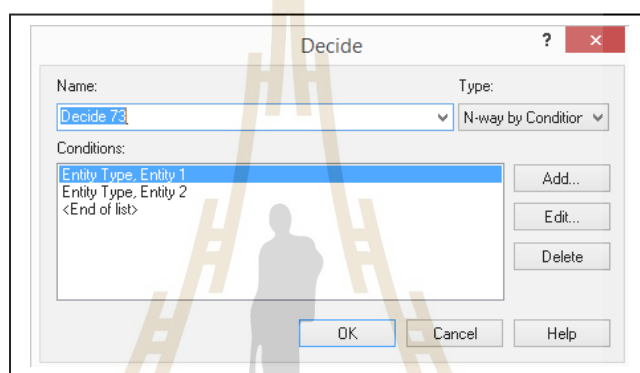 Decide
?
×
Name:
Type:
Decide 73
N-way by Condition
Conditions:
Entity Type, Entity 1
Entity Type, Entity 2
<End of list>
Add...
Edit...
Delete
OK
Cancel
Help